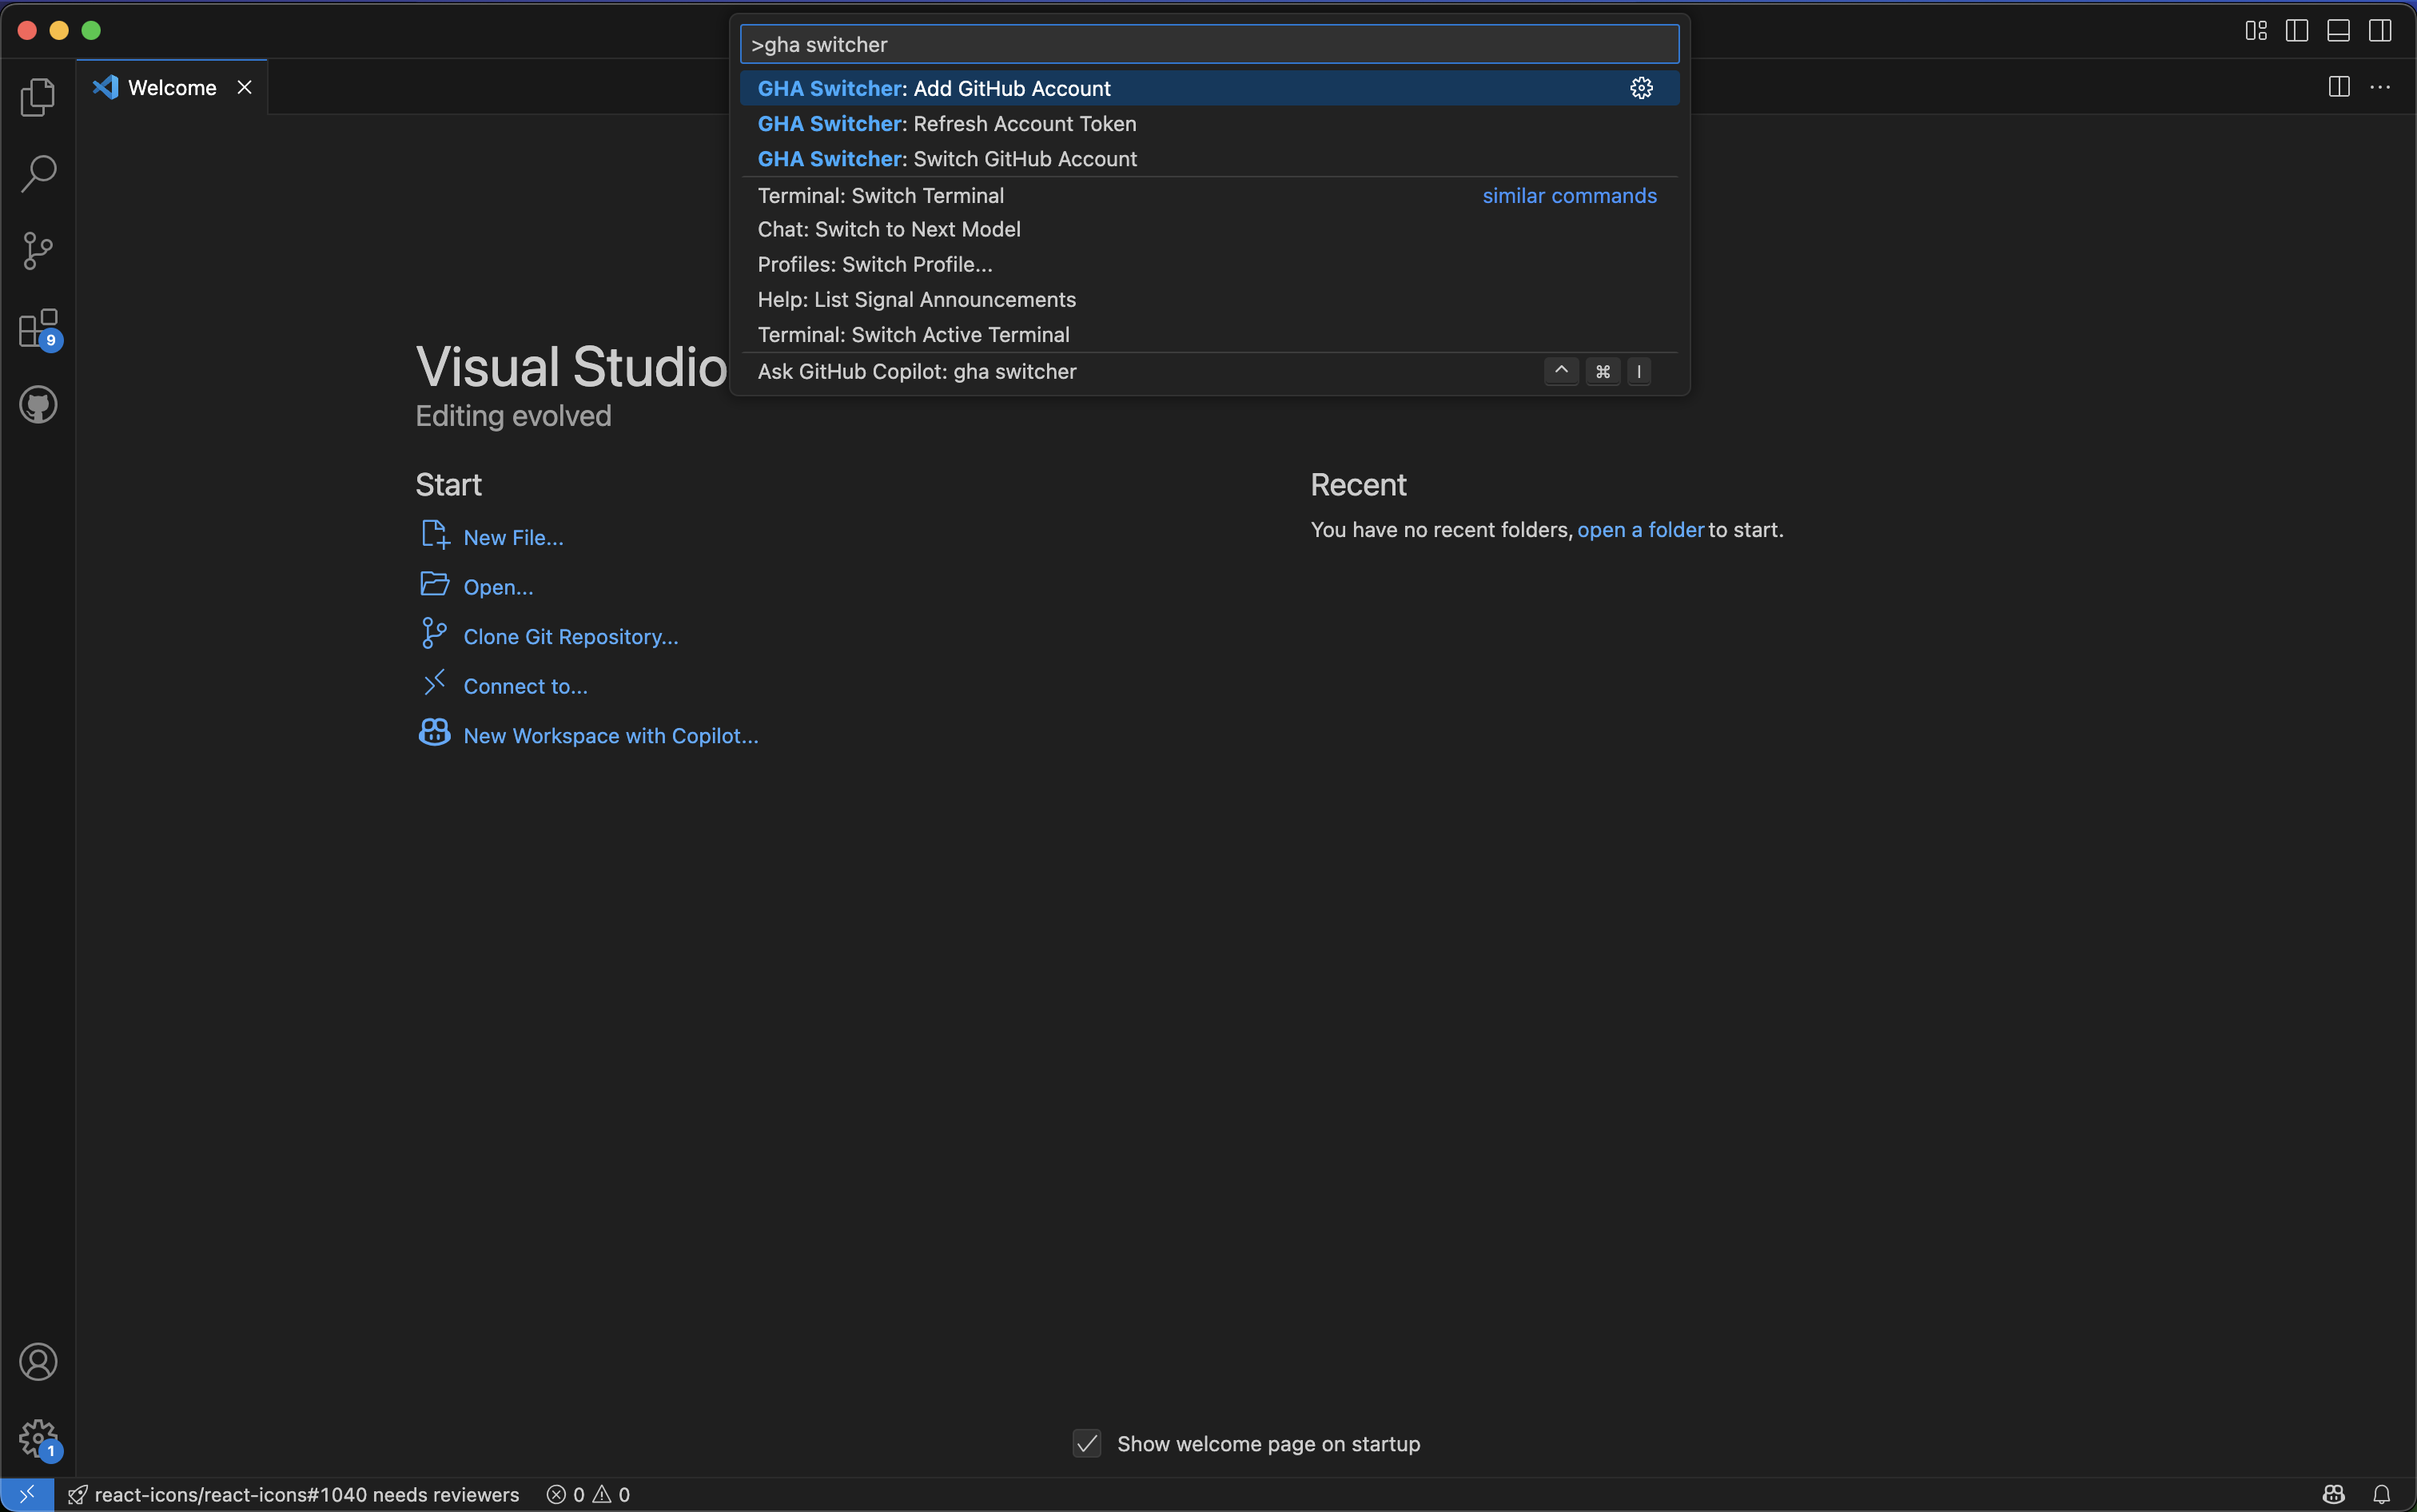 >gha switcher
GHA Switcher: Add GitHub Account
GHA Switcher: Refresh Account Token
GHA Switcher: Switch GitHub Account
Terminal: Switch Terminal
similar commands
Chat: Switch to Next Model
Profiles: Switch Profile...
Help: List Signal Announcements
Terminal: Switch Active Terminal
Ask GitHub Copilot: gha switcher
^ ⌘ I
Welcome
9
Visual Studio
Editing evolved
Start
New File...
Open...
Clone Git Repository...
Connect to...
New Workspace with Copilot...
Recent
You have no recent folders, open a folder to start.
Show welcome page on startup
1
react-icons/react-icons#1040 needs reviewers
0
0